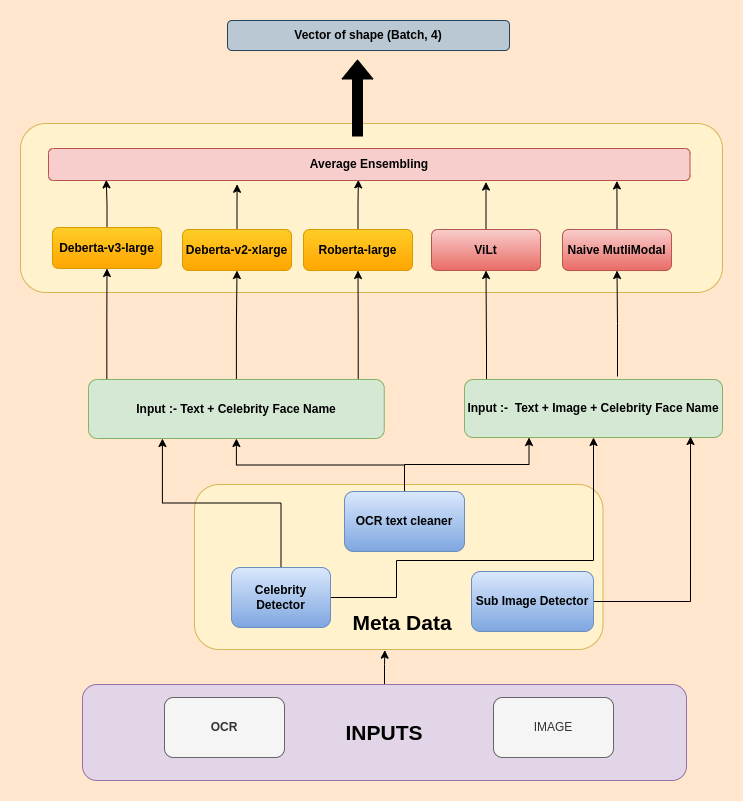 Vector of shape (Batch, 4)
Average Ensembling
Deberta-v3-large
Deberta-v2-xlarge
Roberta-large
ViLt
Naive MutliModal
Input :- Text + Celebrity Face Name
Input :-  Text + Image + Celebrity Face Name
OCR text cleaner
Celebrity
Detector
Sub Image Detector
Meta Data
OCR
INPUTS
IMAGE